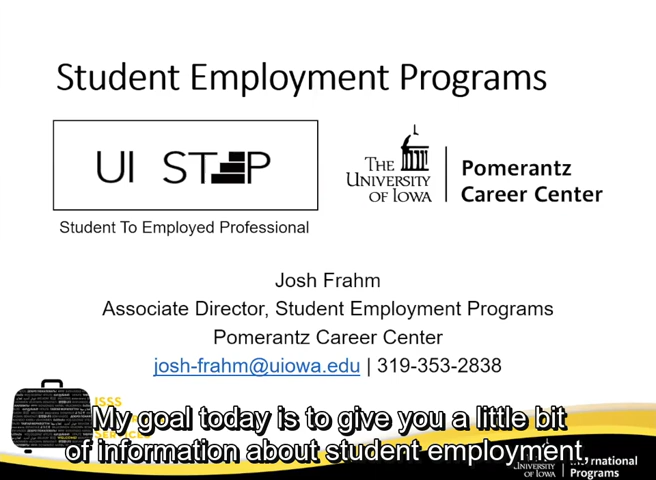 Student Employment Programs
UI STEP
Student To Employed Professional
THE
UNIVERSITY
OF IOWA
Pomerantz
Career Center
Josh Frahm
Associate Director, Student Employment Programs
Pomerantz Career Center
josh-frahm@uiowa.edu | 319-353-2838
ISSS
My goal today is to give you a little bit
of information about student employment,
UNIVERSITY
OF IOWA
Programs